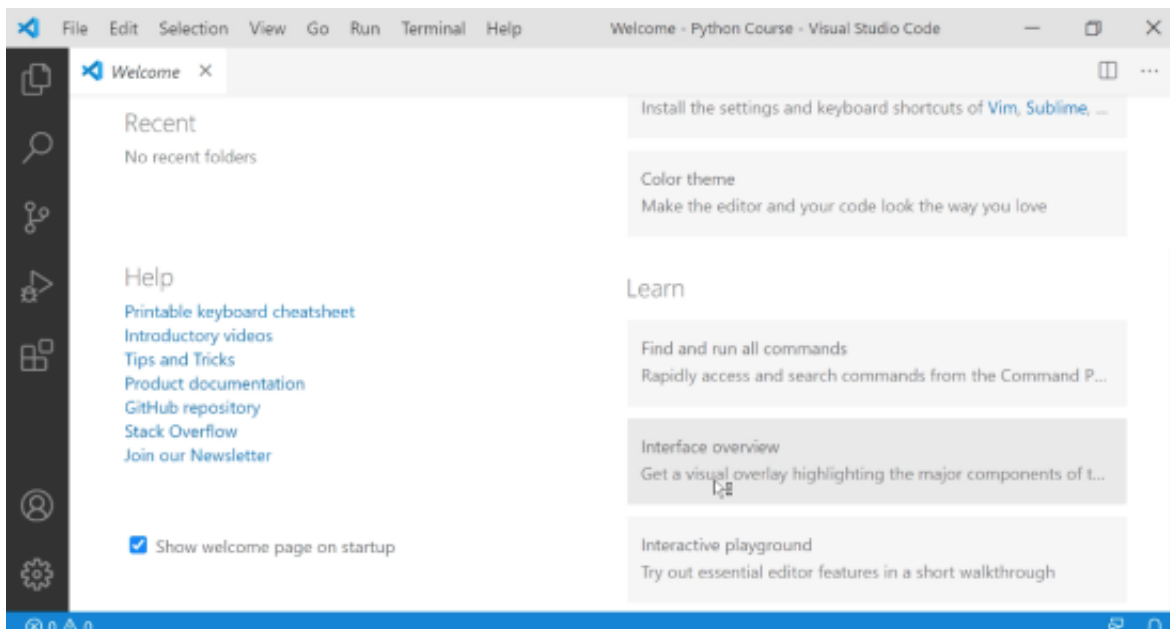 File Edit Selection View Go Run Terminal Help Welcome - Python Course - Visual Studio Code
Welcome
Recent
No recent folders
Help
Printable keyboard cheatsheet
Introductory videos
Tips and Tricks
Product documentation
GitHub repository
Stack Overflow
Join our Newsletter
Show welcome page on startup
Install the settings and keyboard shortcuts of Vim, Sublime, ...
Color theme
Make the editor and your code look the way you love
Learn
Find and run all commands
Rapidly access and search commands from the Command P...
Interface overview
Get a visual overlay highlighting the major components of t...
Interactive playground
Try out essential editor features in a short walkthrough
0 0